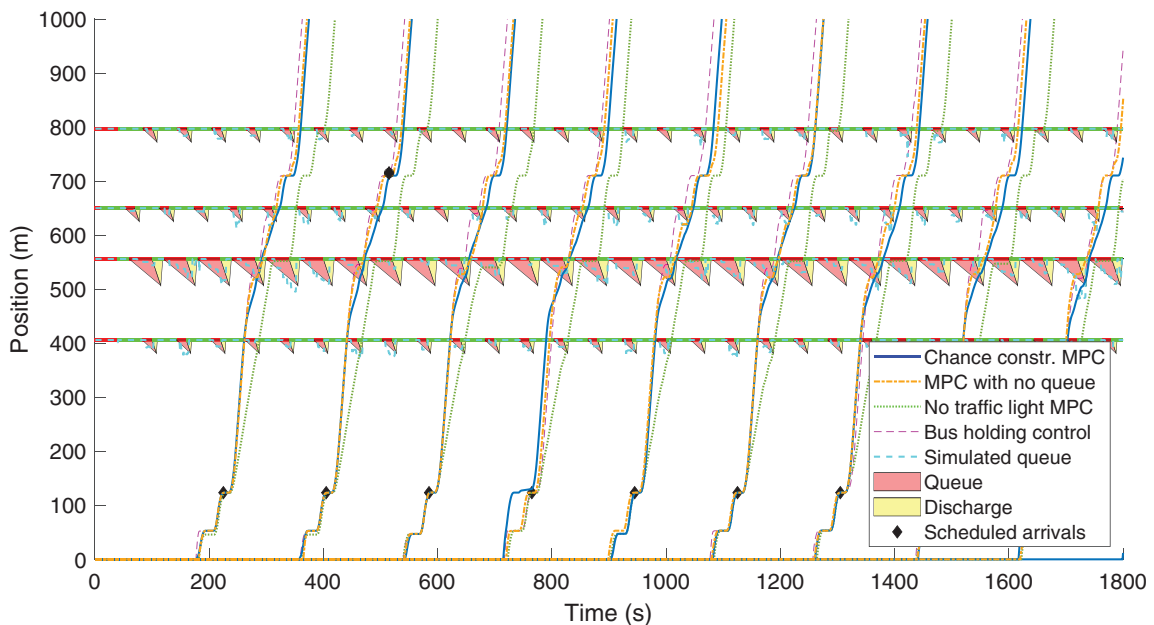 1000
900
800
700
600
500
400
300
200
100
0
Position (m)
0
200
400
600
800
1000
1200
1400
1600
1800
Time (s)
Chance constr. MPC
MPC with no queue
No traffic light MPC
Bus holding control
Simulated queue
Queue
Discharge
Scheduled arrivals